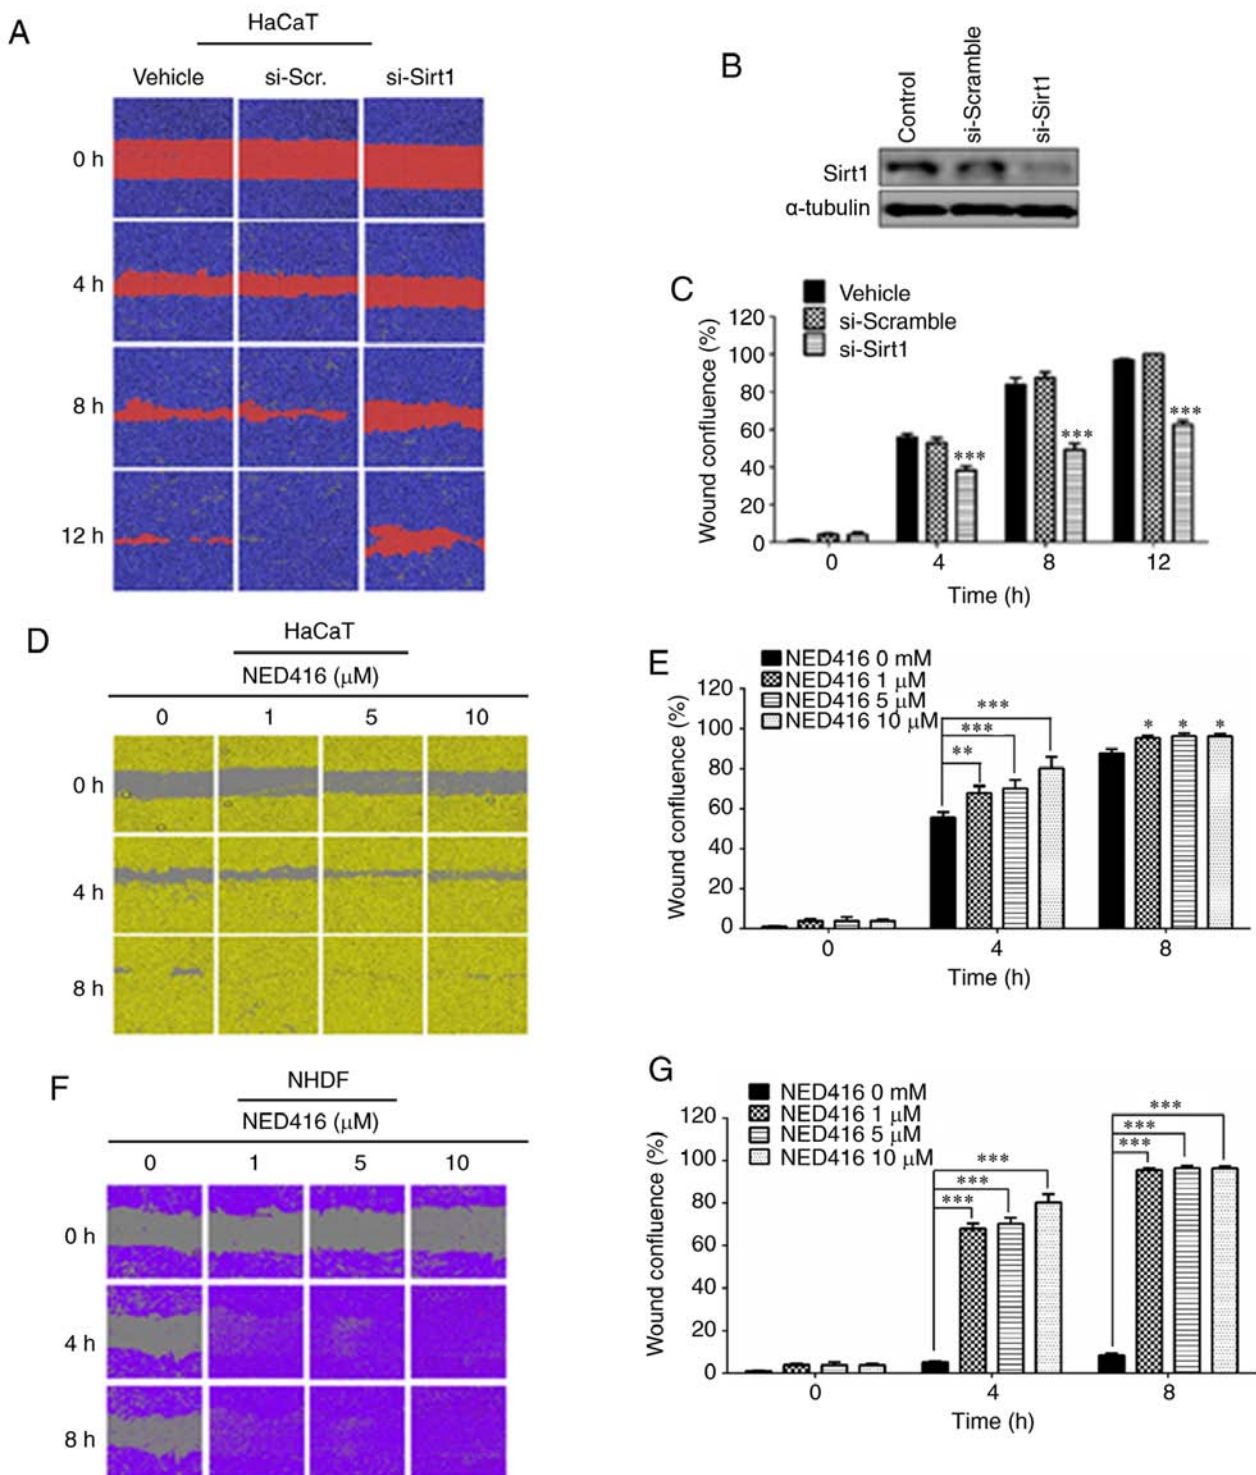 A
HaCaT
Vehicle si-Scr. si-Sirt1
0 h
4 h
8 h
12 h
B
Control
si-Scramble
si-Sirt1
Sirt1
α-tubulin
C
Vehicle
si-Scramble
si-Sirt1
Wound confluence (%)
120
100
80
60
40
20
0
***
***
***
0 4 8 12
Time (h)
D
HaCaT
NED416 (μM)
0 1 5 10
0 h
4 h
8 h
E
NED416 0 mM
NED416 1 μM
NED416 5 μM
NED416 10 μM
Wound confluence (%)
120
100
80
60
40
20
0
***
***
**
* * *
0 4 8
Time (h)
F
NHDF
NED416 (μM)
0 1 5 10
0 h
4 h
8 h
G
NED416 0 mM
NED416 1 μM
NED416 5 μM
NED416 10 μM
Wound confluence (%)
120
100
80
60
40
20
0
***
***
***
***
***
***
0 4 8
Time (h)